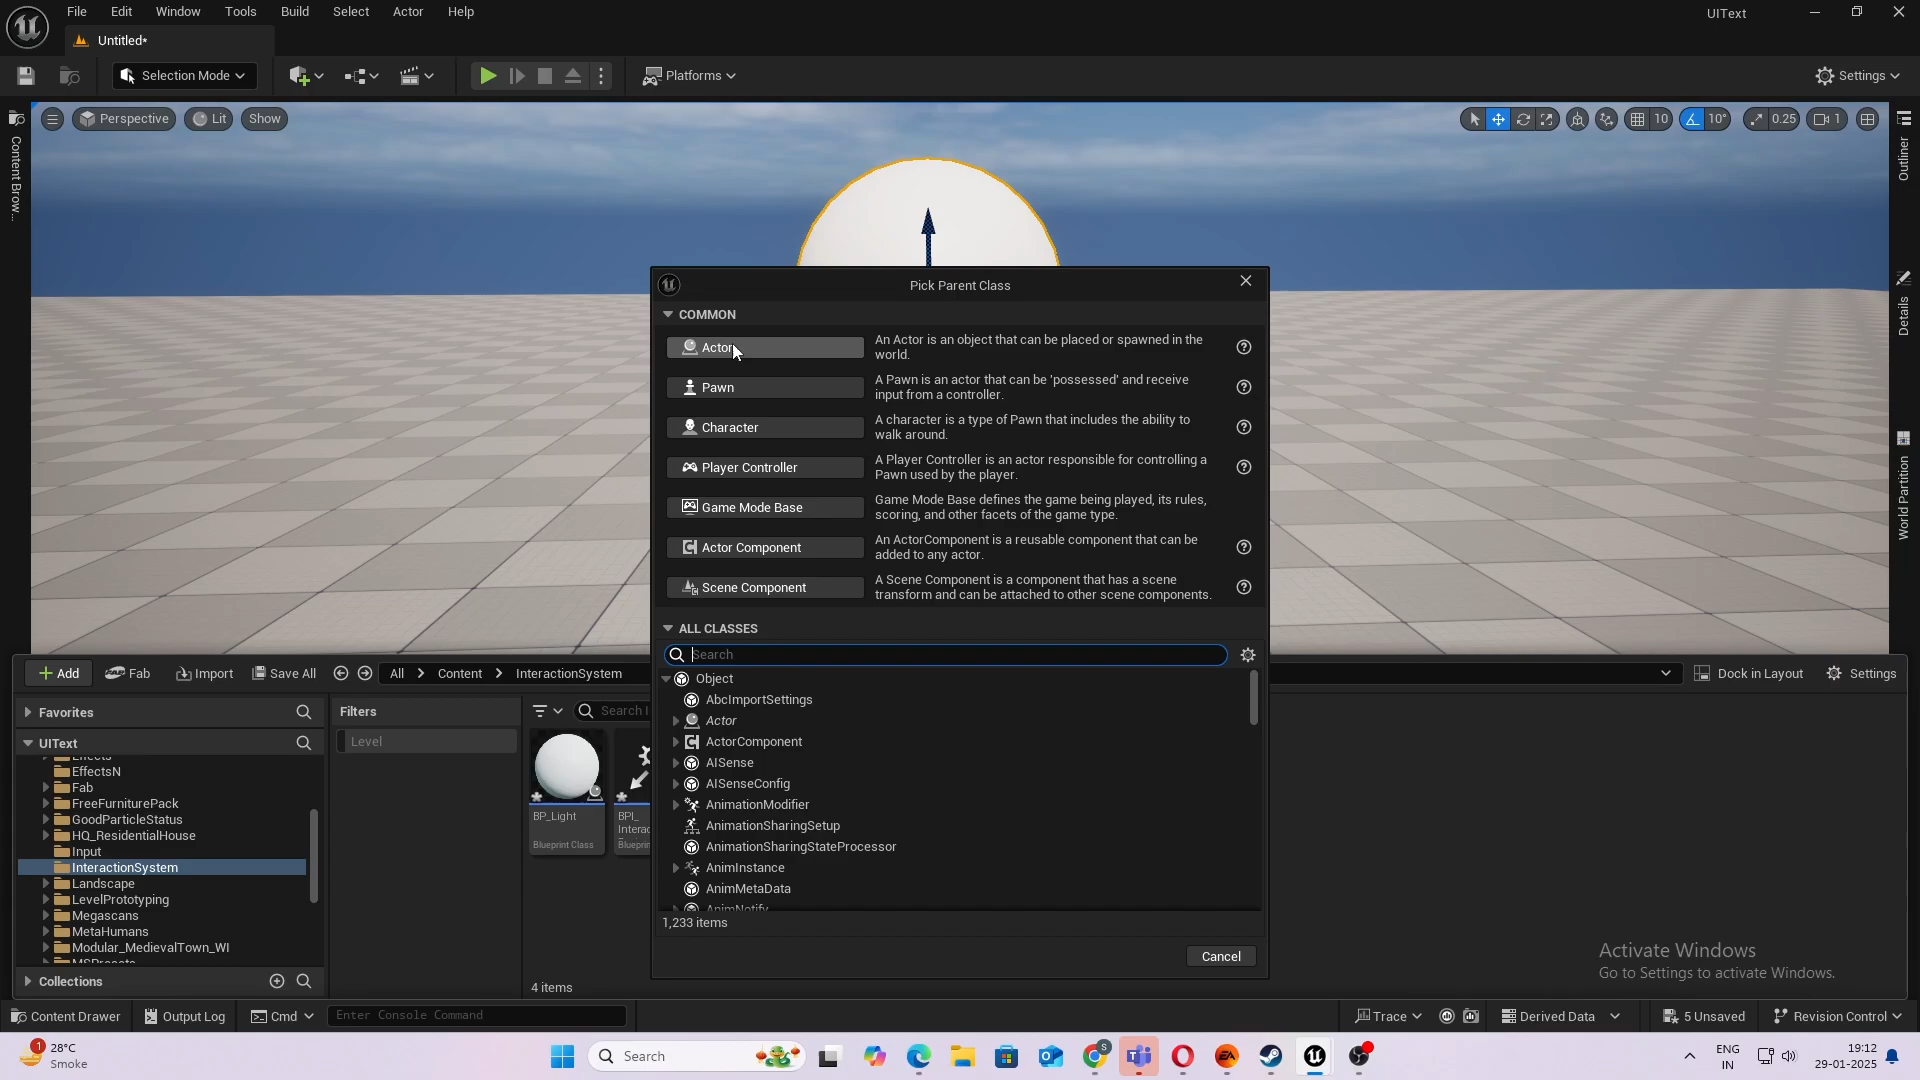 File Edit Window Tools Build Select Actor Help
UIText
Untitled*
Selection Mode
Platforms
Settings
Perspective
Lit
Show
10
10°
0.25
1
Content Brow...
Outliner
Details
World Partition
Pick Parent Class
COMMON
Actor
An Actor is an object that can be placed or spawned in the
world.
Pawn
A Pawn is an actor that can be 'possessed' and receive
input from a controller.
Character
A character is a type of Pawn that includes the ability to
walk around.
Player Controller
A Player Controller is an actor responsible for controlling a
Pawn used by the player.
Game Mode Base
Game Mode Base defines the game being played, its rules,
scoring, and other facets of the game type.
Actor Component
An ActorComponent is a reusable component that can be
added to any actor.
Scene Component
A Scene Component is a component that has a scene
transform and can be attached to other scene components.
ALL CLASSES
Search
Object
AbcImportSettings
Actor
ActorComponent
AISense
AISenseConfig
AnimationModifier
AnimationSharingSetup
AnimationSharingStateProcessor
AnimInstance
AnimMetaData
AnimNotify
1,233 items
Cancel
Add
Fab
Import
Save All
All
Content
InteractionSystem
Dock in Layout
Settings
Favorites
UIText
Effects
EffectsN
Fab
FreeFurniturePack
GoodParticleStatus
HQ_ResidentialHouse
Input
InteractionSystem
Landscape
LevelPrototyping
Megascans
MetaHumans
Modular_MedievalTown_WI
MSPresets
Collections
Filters
Level
Search I
BP_Light
Blueprint Class
BPI_
Interac
Blueprint
4 items
Activate Windows
Go to Settings to activate Windows.
Content Drawer
Output Log
Cmd
Enter Console Command
Trace
Derived Data
5 Unsaved
Revision Control
1
28°C
Smoke
Search
ENG
IN
19:12
29-01-2025